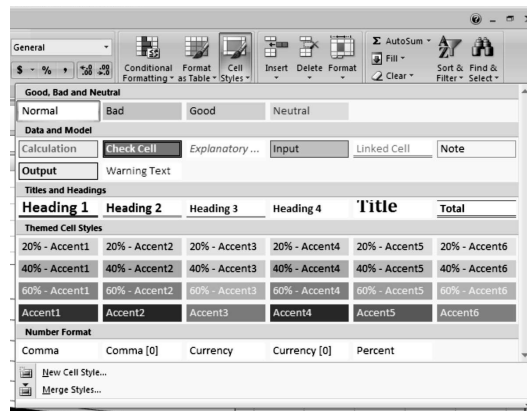 General
Σ AutoSum
Fill
Clear
$ % , .00 .0
Conditional Formatting
Format as Table
Cell Styles
Insert Delete Format
Sort & Filter
Find & Select
Good, Bad and Neutral
Normal Bad Good Neutral
Data and Model
Calculation Check Cell Explanatory ... Input Linked Cell Note
Output Warning Text
Titles and Headings
Heading 1 Heading 2 Heading 3 Heading 4 Title Total
Themed Cell Styles
20% - Accent1 20% - Accent2 20% - Accent3 20% - Accent4 20% - Accent5 20% - Accent6
40% - Accent1 40% - Accent2 40% - Accent3 40% - Accent4 40% - Accent5 40% - Accent6
60% - Accent1 60% - Accent2 60% - Accent3 60% - Accent4 60% - Accent5 60% - Accent6
Accent1 Accent2 Accent3 Accent4 Accent5 Accent6
Number Format
Comma Comma [0] Currency Currency [0] Percent
New Cell Style...
Merge Styles...